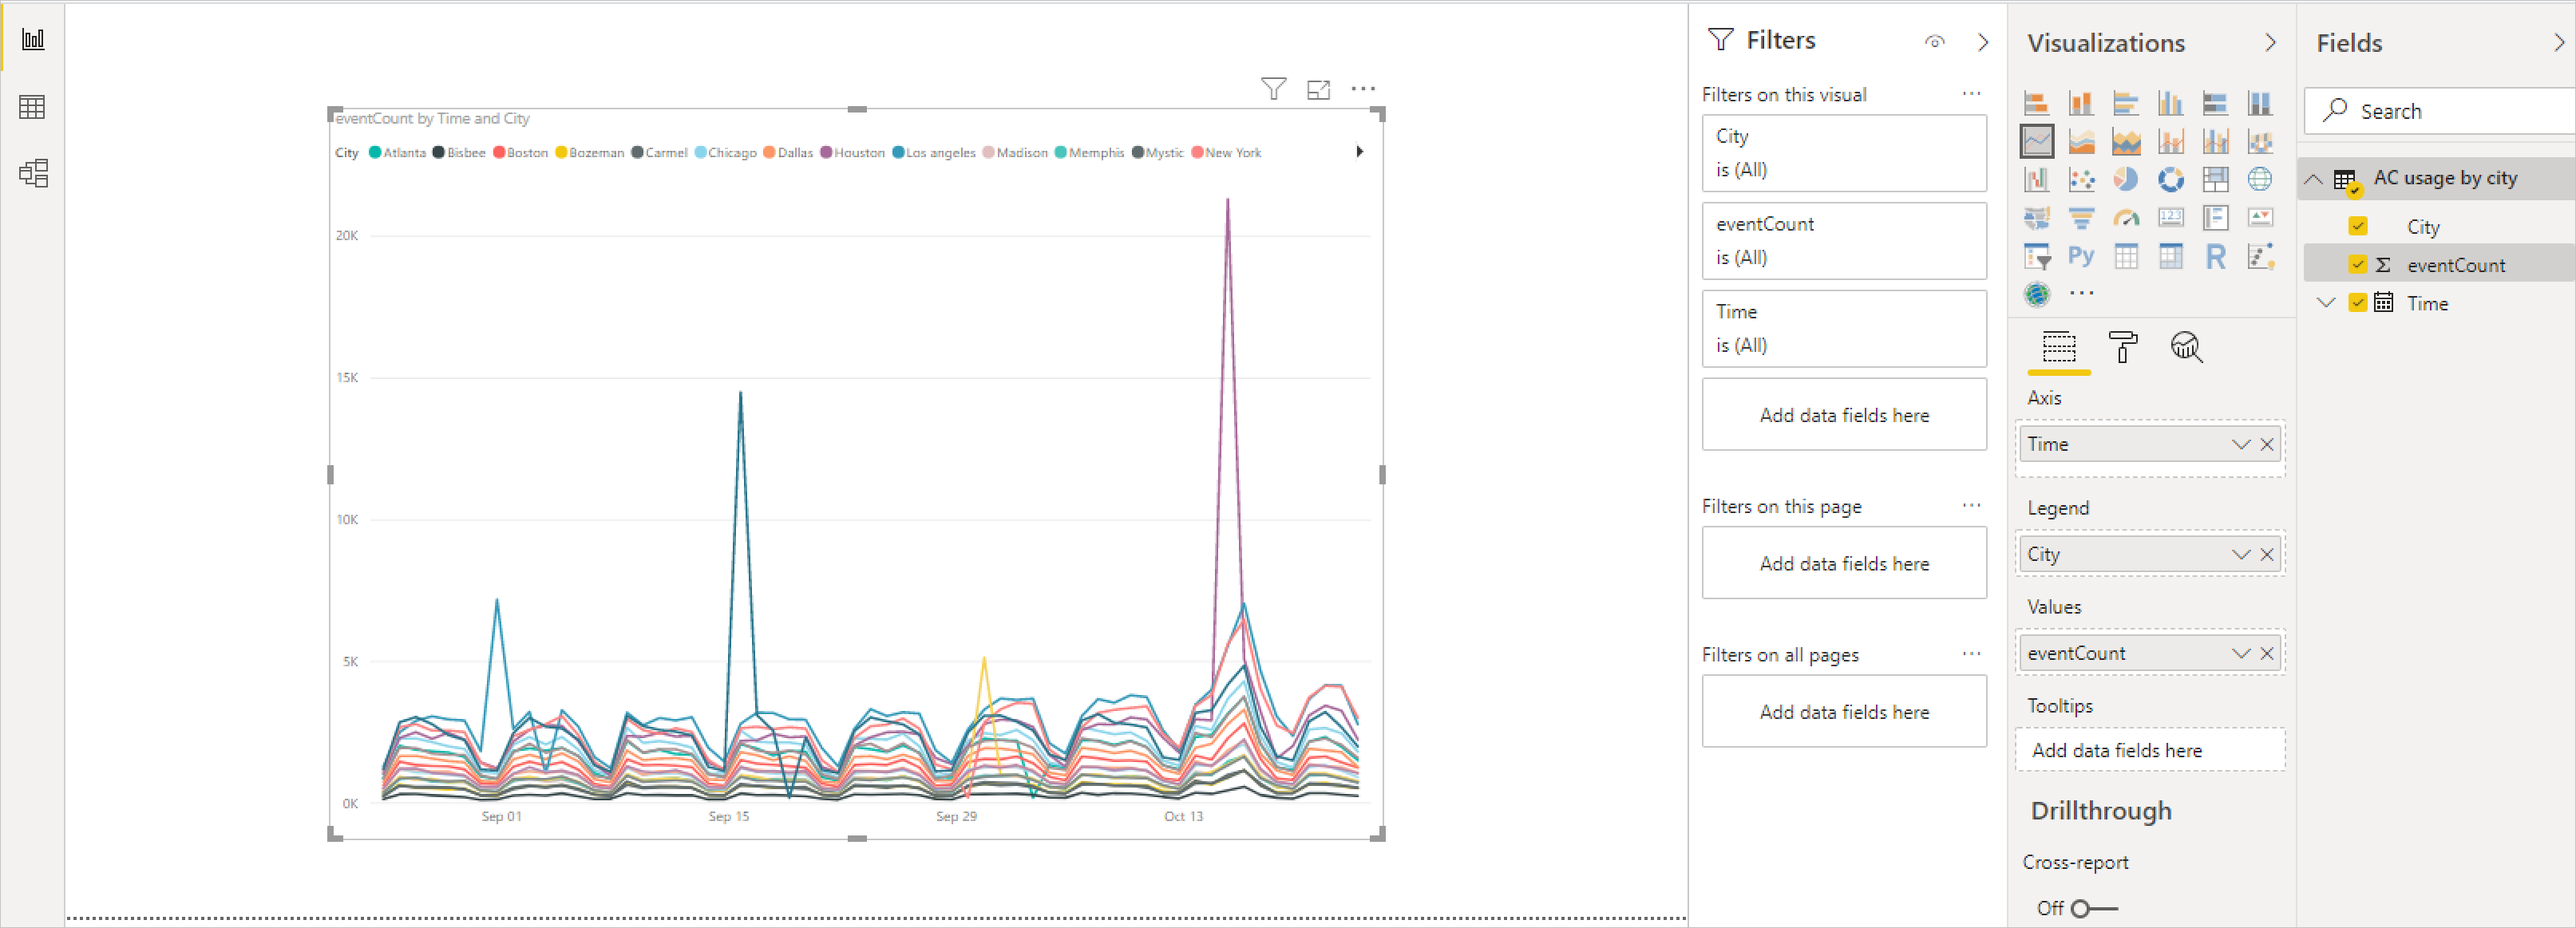 eventCount by Time and City
City Atlanta Bisbee Boston Bozeman Carmel Chicago Dallas Houston Los angeles Madison Memphis Mystic New York
20K
15K
10K
5K
0K
Sep 01 Sep 15 Sep 29 Oct 13
Filters
Filters on this visual ...
City
is (All)
eventCount
is (All)
Time
is (All)
Add data fields here
Filters on this page ...
Add data fields here
Filters on all pages ...
Add data fields here
Visualizations
123
Py
R
...
Axis
Time
Legend
City
Values
eventCount
Tooltips
Add data fields here
Drillthrough
Cross-report
Off
Fields
Search
AC usage by city
City
Σ eventCount
Time